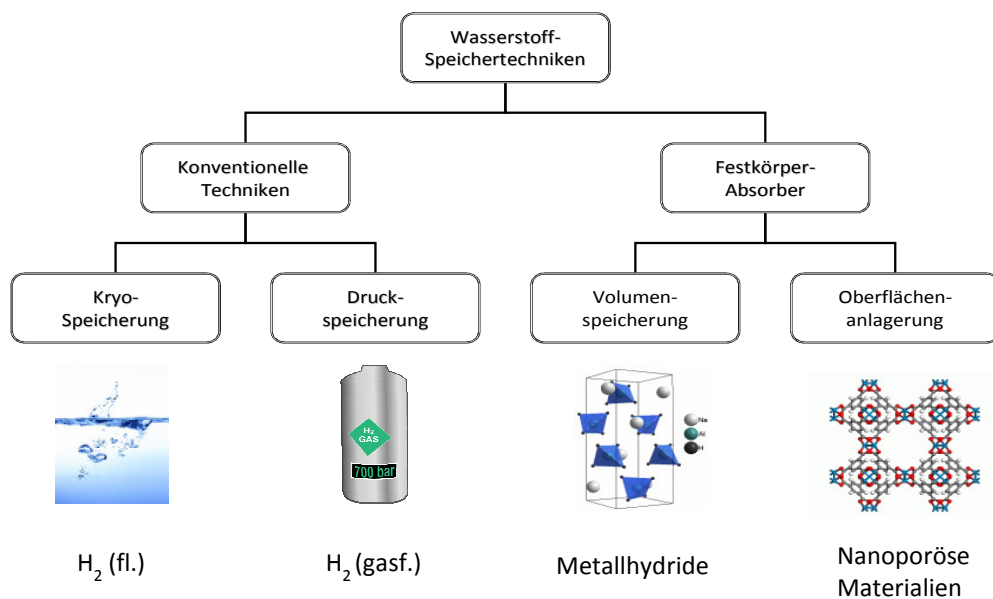 Wasserstoff-
Speichertechniken
Konventionelle
Techniken
Festkörper-
Absorber
Kryo-
Speicherung
Druck-
speicherung
Volumen-
speicherung
Oberflächen-
anlagerung
H₂
GAS
700 bar
Na
Al
H
H₂ (fl.)
H₂ (gasf.)
Metallhydride
Nanoporöse
Materialien